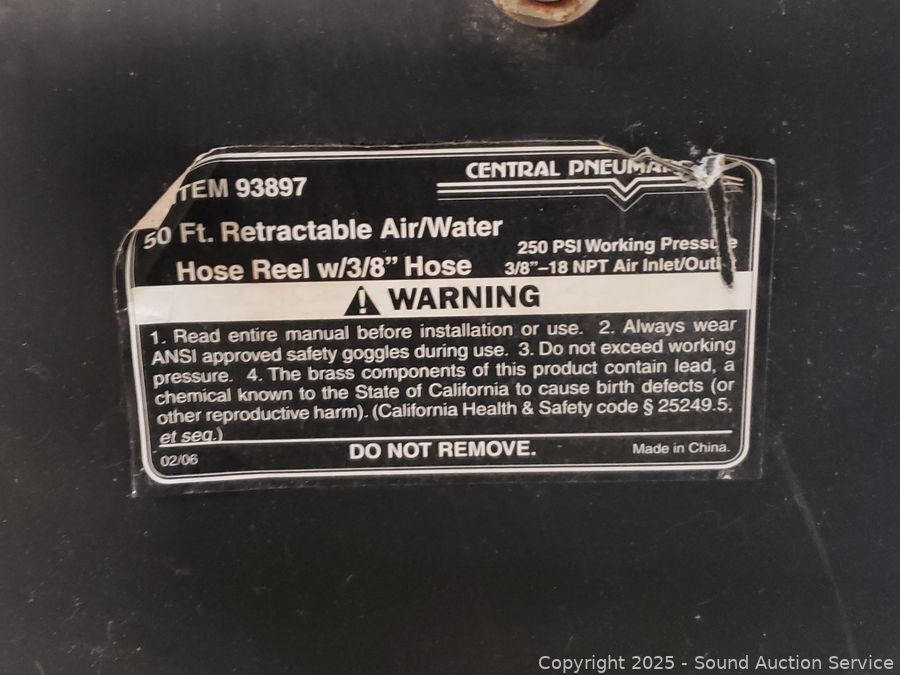 ITEM 93897
CENTRAL PNEUMA
50 Ft. Retractable Air/Water
Hose Reel w/3/8" Hose
250 PSI Working Pressure
3/8"–18 NPT Air Inlet/Outl
WARNING
1. Read entire manual before installation or use. 2. Always wear
ANSI approved safety goggles during use. 3. Do not exceed working
pressure. 4. The brass components of this product contain lead, a
chemical known to the State of California to cause birth defects (or
other reproductive harm). (California Health & Safety code § 25249.5,
et seq.)
02/06
DO NOT REMOVE.
Made in China.
Copyright 2025 - Sound Auction Service